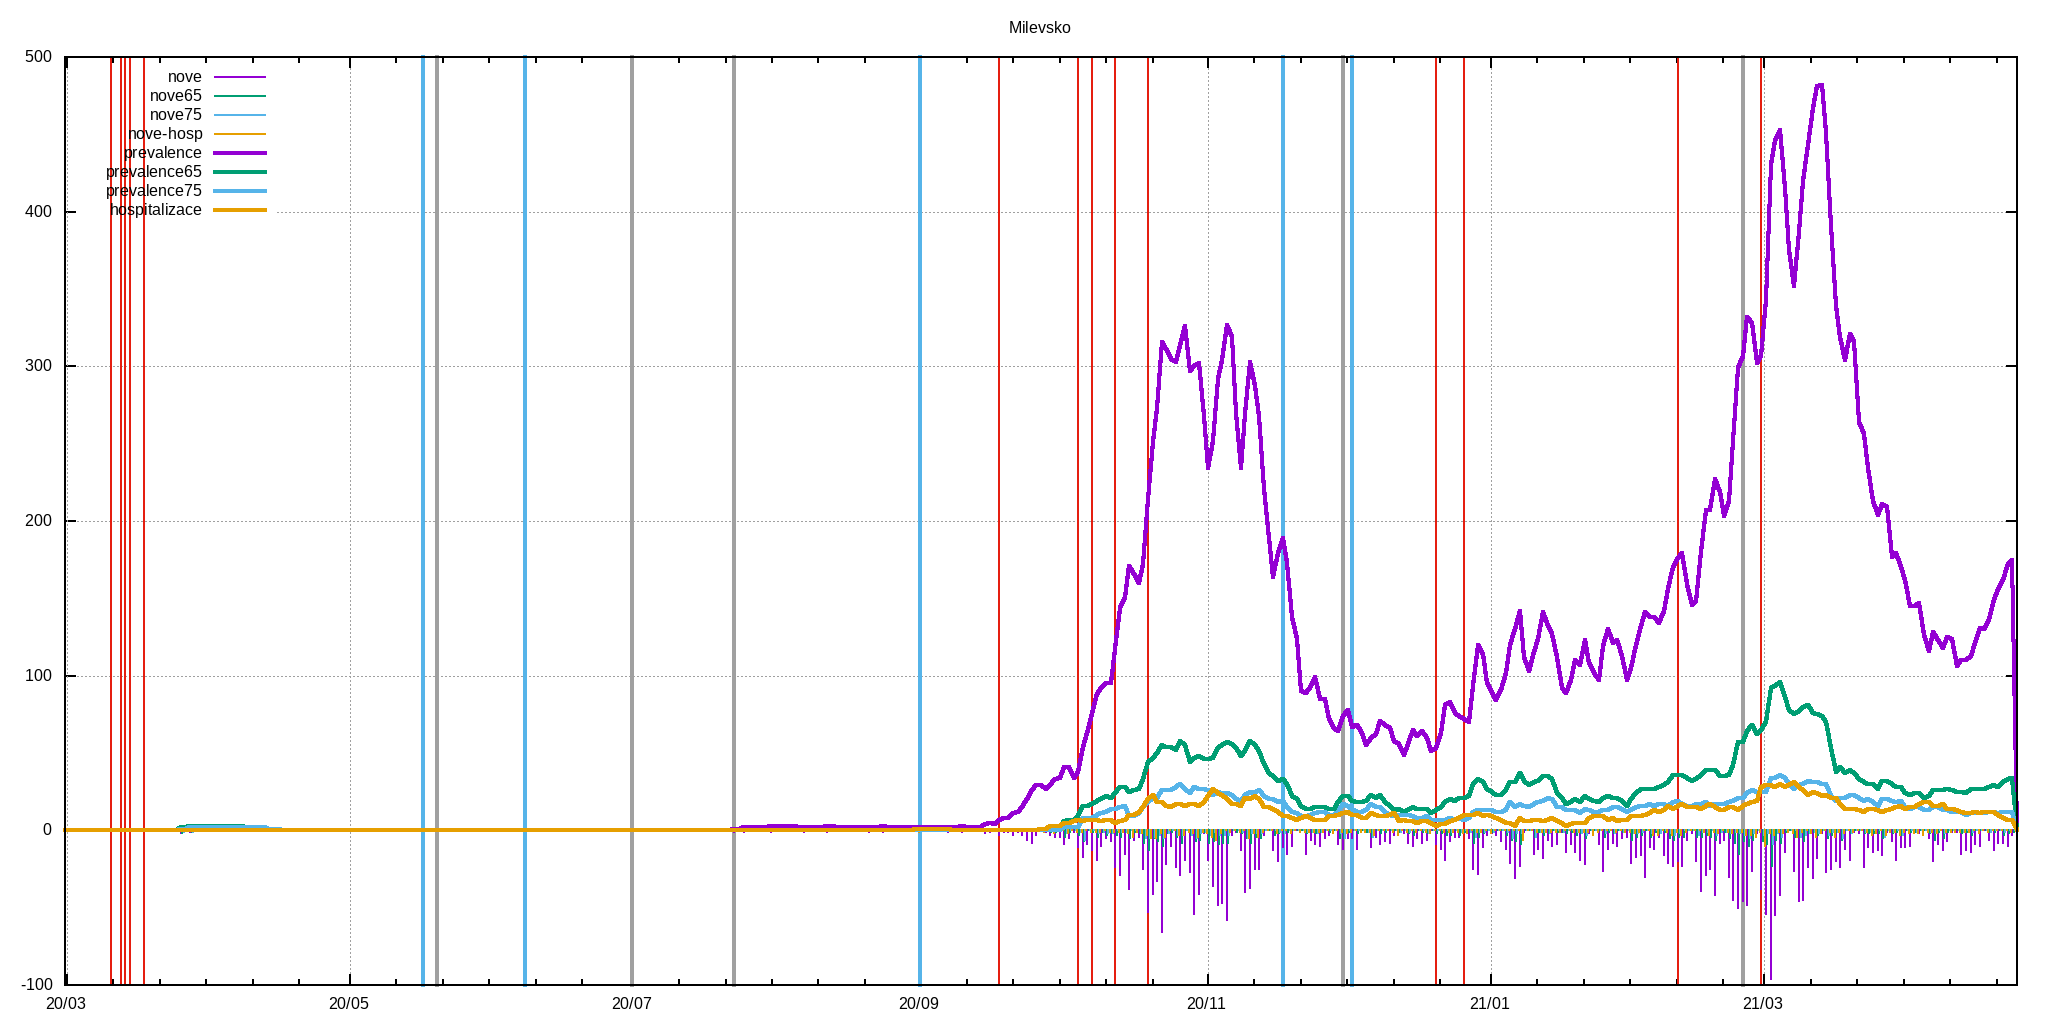 Milevsko
500
nove
nove65
nove75
nove-hosp
prevalence
prevalence65
prevalence75
hospitalizace
400
300
200
100
0
-100
20/03 20/05 20/07 20/09 20/11 21/01 21/03